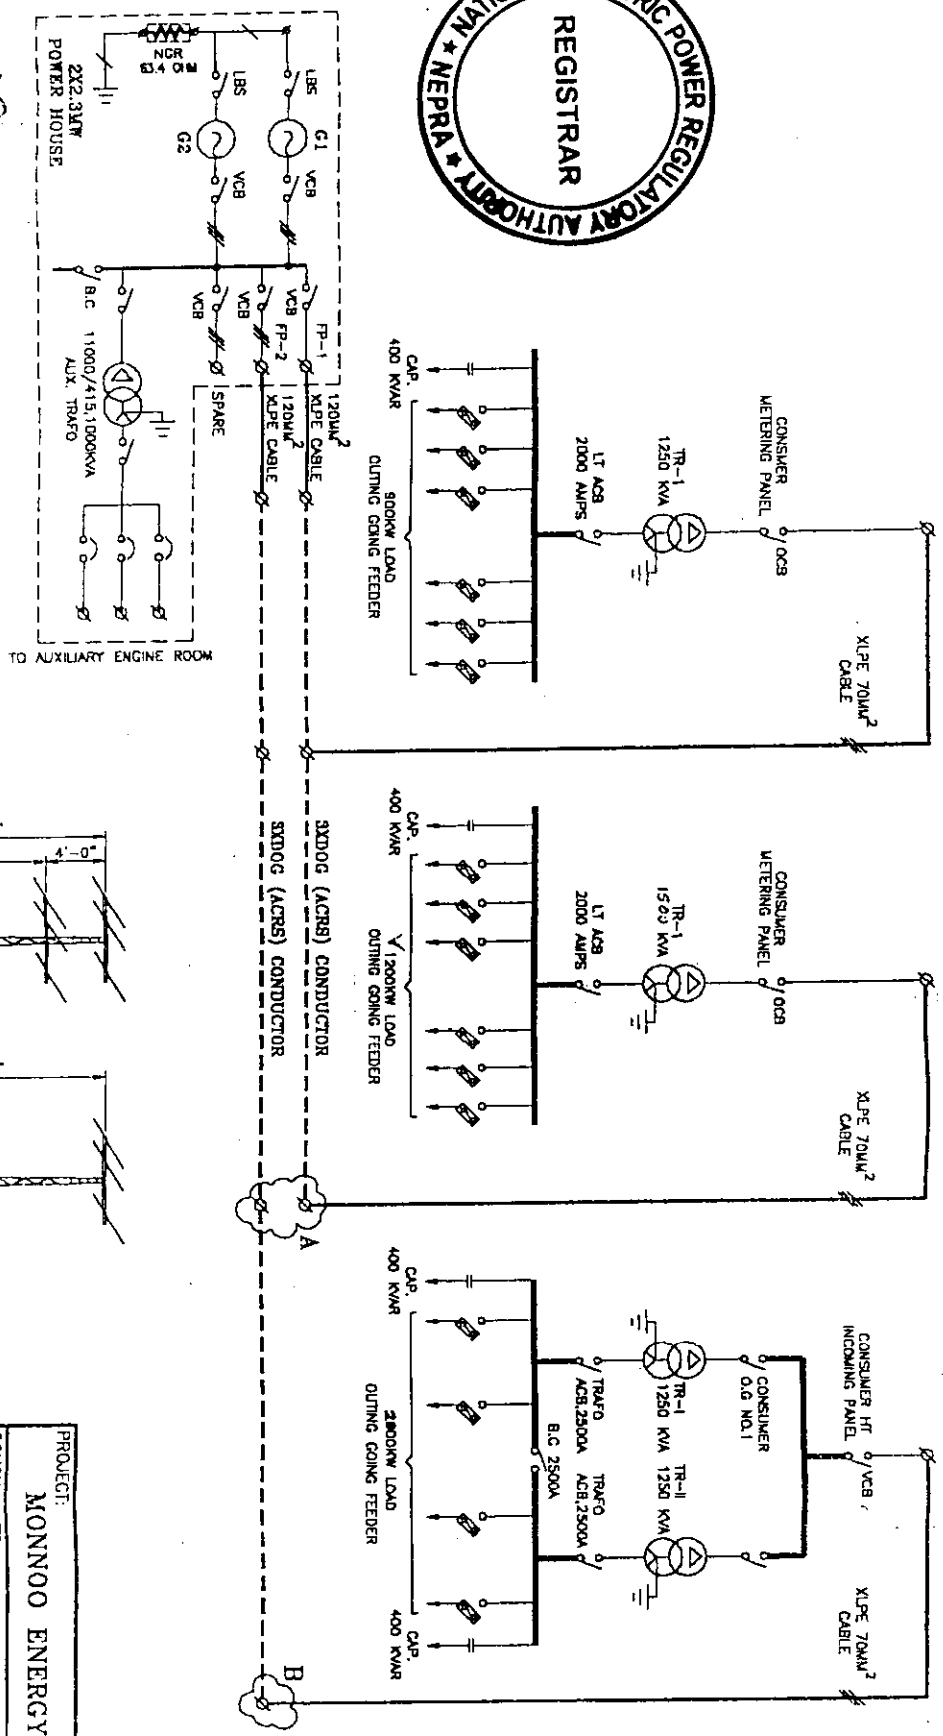 NATIO
RIC POWER REGULATORY AUTHORITY
★ NEPRA ★
REGISTRAR
2X2.3MW
POWER HOUSE
NGR
63.4 OHM
LBS
LBS
G1
G2
VCB
VCB
B.C
11000/415,1000KVA
AUX. TRAFO
VCB
VCB
VCB
FP-1
FP-2
SPARE
120MM²
XLPE CABLE
120MM²
XLPE CABLE
TO AUXILIARY ENGINE ROOM
CONSMER
METERING PANEL
OCB
TR-1
1250 KVA
LT ACB
2000 AMPS
CAP.
400 KVAR
900KW LOAD
OUTING GOING FEEDER
XLPE 70MM²
CABLE
CONSUMER
METERING PANEL
OCB
TR-1
1500 KVA
LT ACB
2000 AMPS
CAP.
400 KVAR
1200KW LOAD
OUTING GOING FEEDER
XLPE 70MM²
CABLE
3XDOG (ACRS) CONDUCTOR
3XDOG (ACRS) CONDUCTOR
A
CONSUMER HT
INCOMING PANEL
VCB
CONSUMER
O.G NO.1
TR-I
1250 KVA
TR-II
1250 KVA
TRAFO
ACB,2500A
TRAFO
ACB,2500A
B.C 2500A
CAP.
400 KVAR
CAP.
400 KVAR
OUTING GOING FEEDER
XLPE 70MM²
CABLE
B
4'-0"
PROJECT:
MONNOO ENERGY